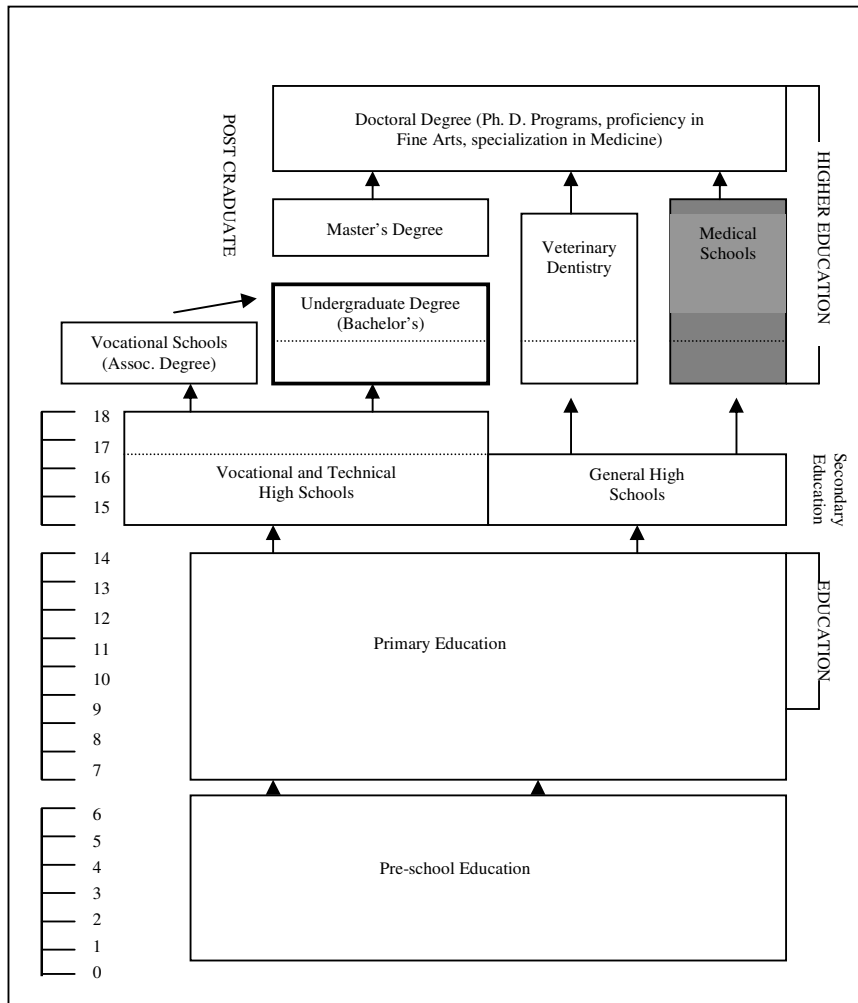 Doctoral Degree (Ph. D. Programs, proficiency in
Fine Arts, specialization in Medicine)
POST CRADUATE
HIGHER EDUCATION
Master's Degree
Veterinary
Dentistry
Medical
Schools
Undergraduate Degree
(Bachelor's)
Vocational Schools
(Assoc. Degree)
18
17
16
15
Vocational and Technical
High Schools
General High
Schools
Secondary
Education
14
13
12
11
10
9
8
7
Primary Education
EDUCATION
6
5
4
3
2
1
0
Pre-school Education